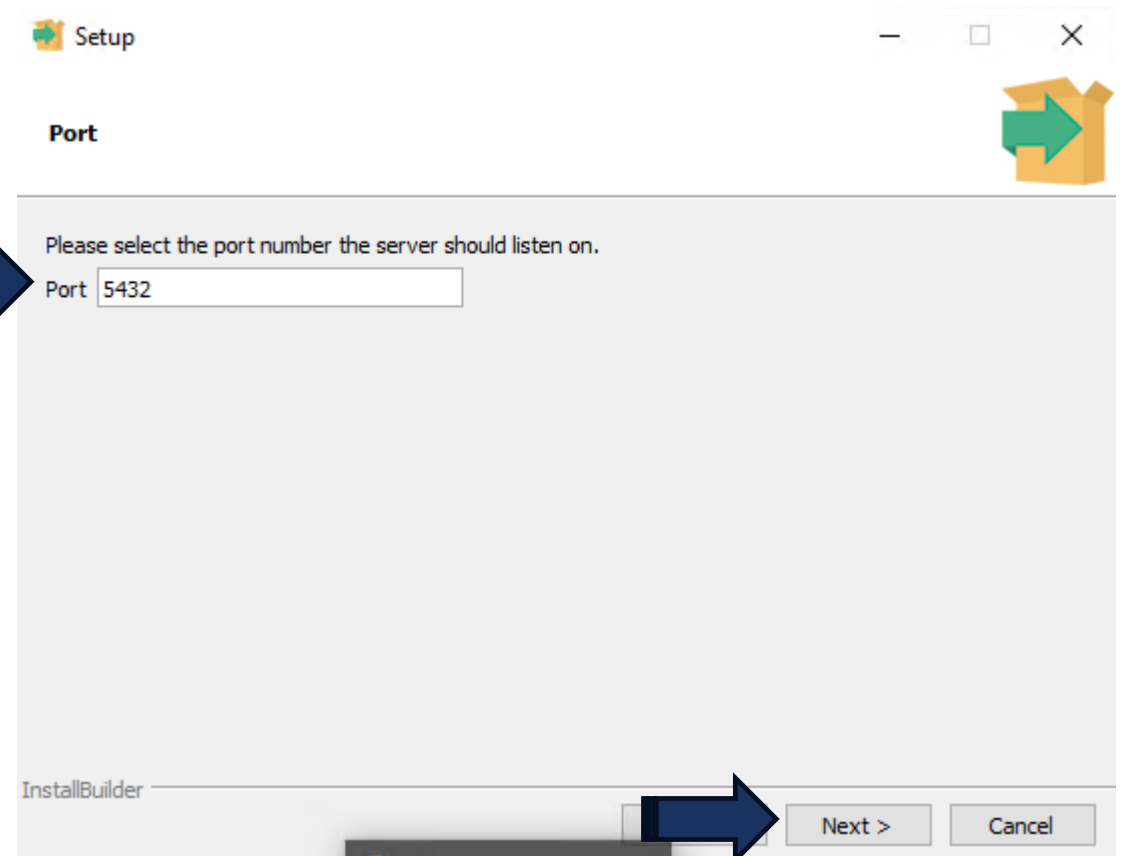 Setup
Port
Please select the port number the server should listen on.
Port 5432
InstallBuilder
Next > Cancel